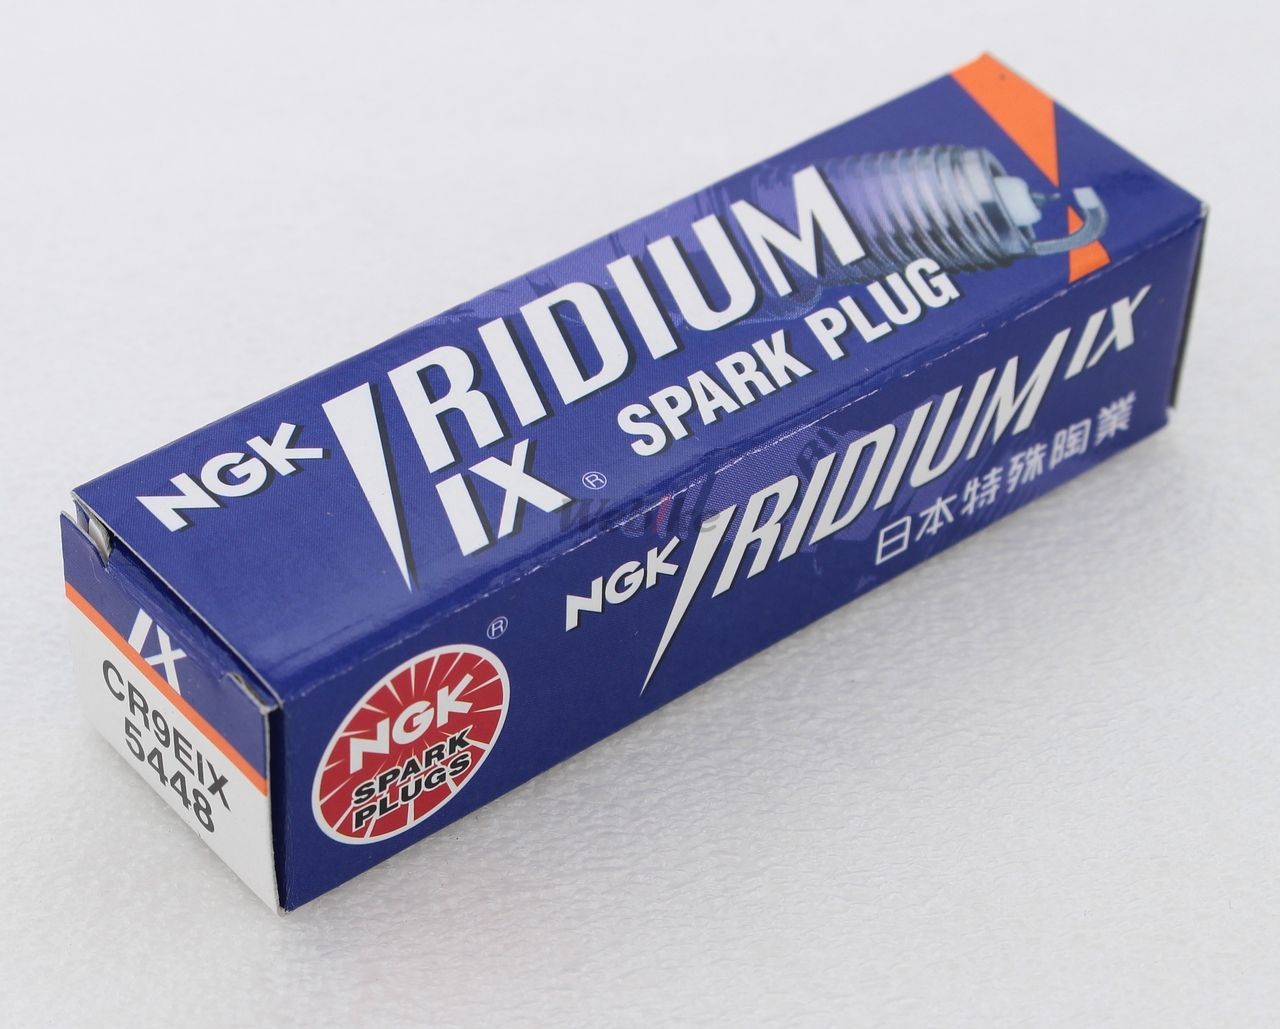 NGK IRIDIUM
IX ®
SPARK PLUG
NGK IRIDIUM IX
日本特殊陶業
®
NGK
SPARK
PLUGS
IX
CR9EIX
5448